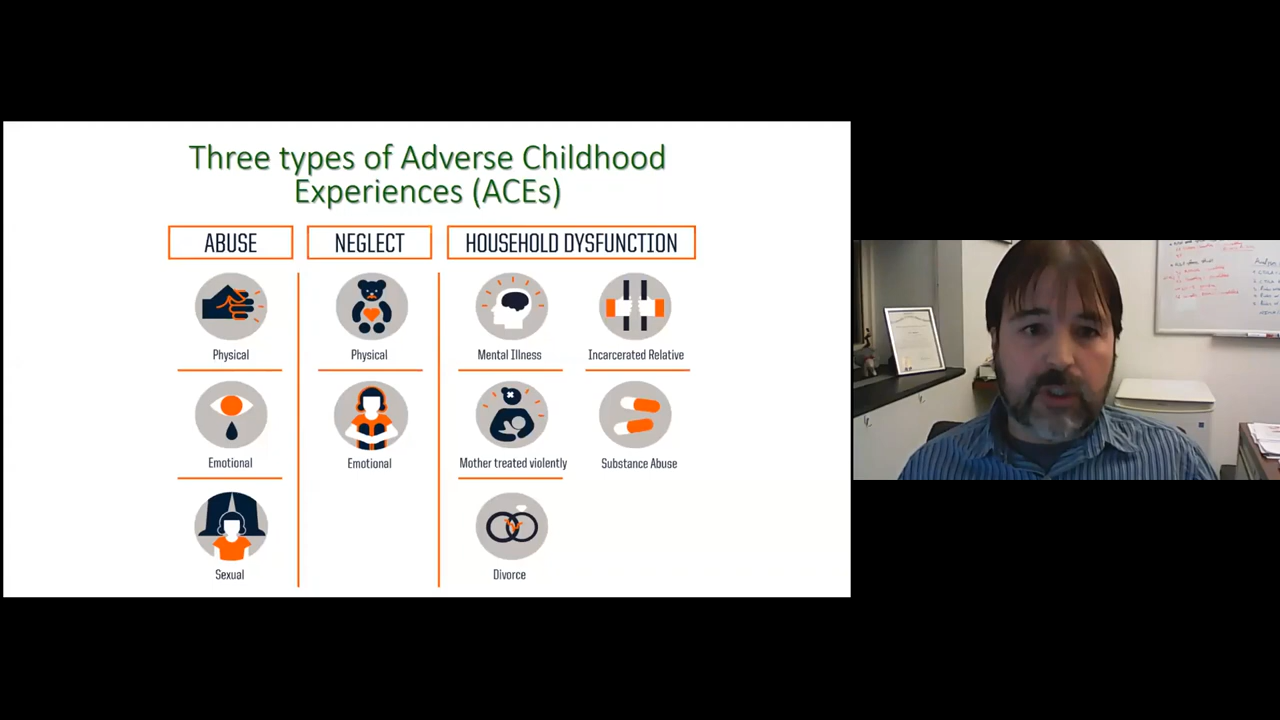 Three types of Adverse Childhood
Experiences (ACEs)
ABUSE
NEGLECT
HOUSEHOLD DYSFUNCTION
Physical
Physical
Mental Illness
Incarcerated Relative
Emotional
Emotional
Mother treated violently
Substance Abuse
Sexual
Divorce